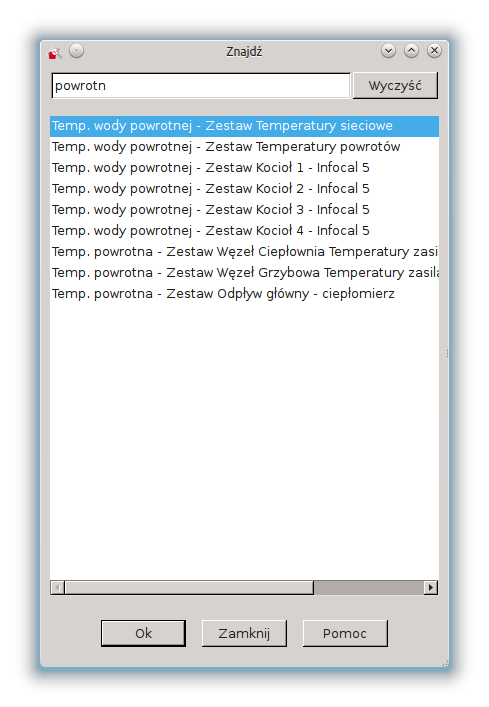 Znajdź
powrotn
Wyczyść
Temp. wody powrotnej - Zestaw Temperatury sieciowe
Temp. wody powrotnej - Zestaw Temperatury powrotów
Temp. wody powrotnej - Zestaw Kocioł 1 - Infocal 5
Temp. wody powrotnej - Zestaw Kocioł 2 - Infocal 5
Temp. wody powrotnej - Zestaw Kocioł 3 - Infocal 5
Temp. wody powrotnej - Zestaw Kocioł 4 - Infocal 5
Temp. powrotna - Zestaw Węzeł Ciepłownia Temperatury zasi
Temp. powrotna - Zestaw Węzeł Grzybowa Temperatury zasila
Temp. powrotna - Zestaw Odpływ główny - ciepłomierz
Ok
Zamknij
Pomoc